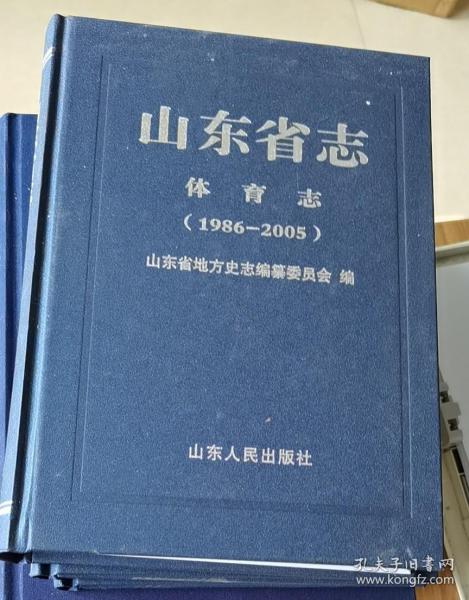 山东省志
体育志
（1986-2005）
山东省地方史志编纂委员会 编
山东人民出版社
孔夫子旧书网
www.kongfz.com